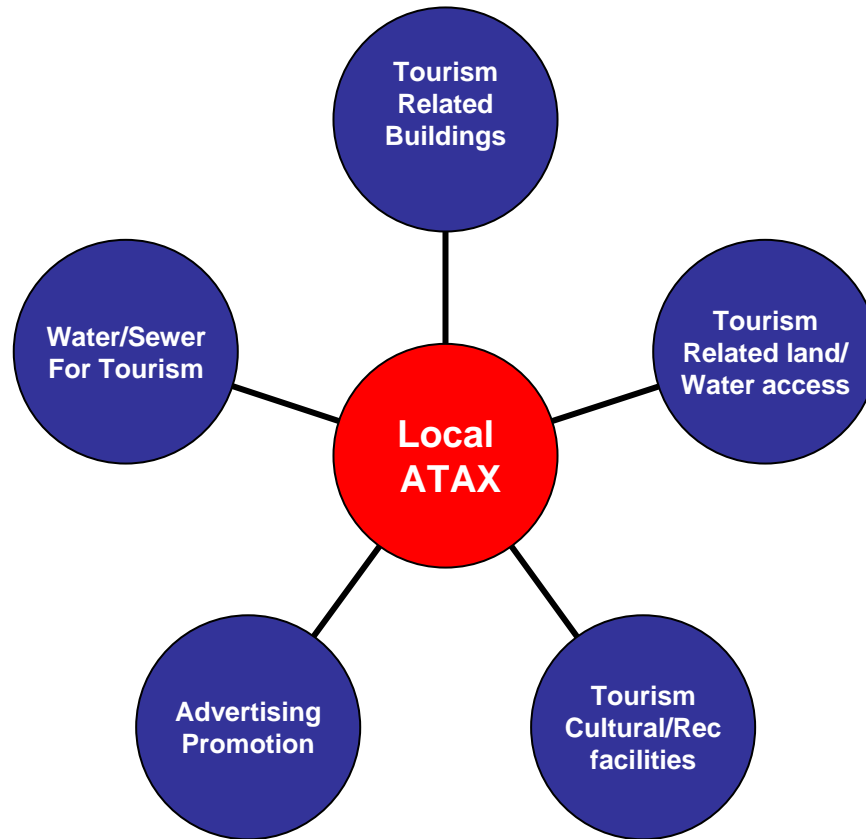 Tourism
Related
Buildings
Water/Sewer
For Tourism
Tourism
Related land/
Water access
Local
ATAX
Advertising
Promotion
Tourism
Cultural/Rec
facilities